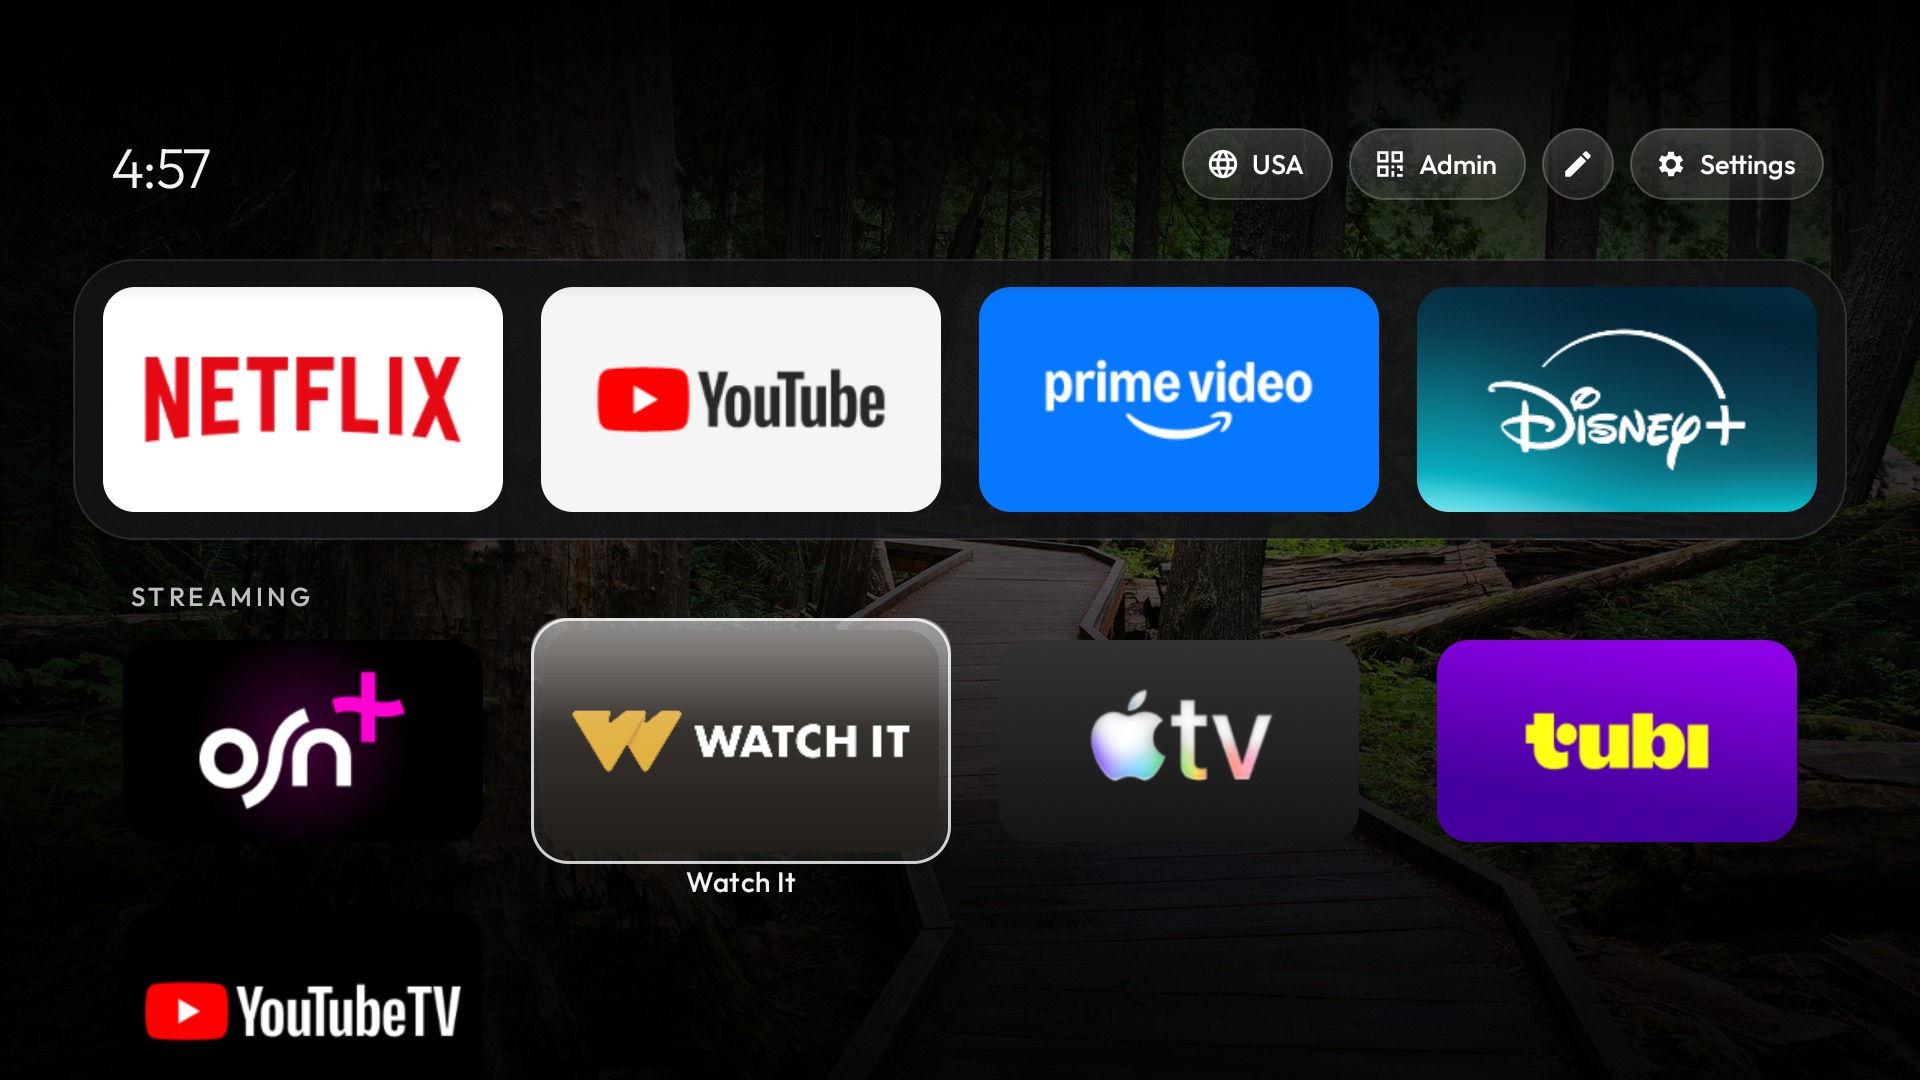 4:57
USA
Admin
Settings
NETFLIX
YouTube
prime video
Disney+
STREAMING
osn+
WATCH IT
tv
tubi
Watch It
YouTubeTV